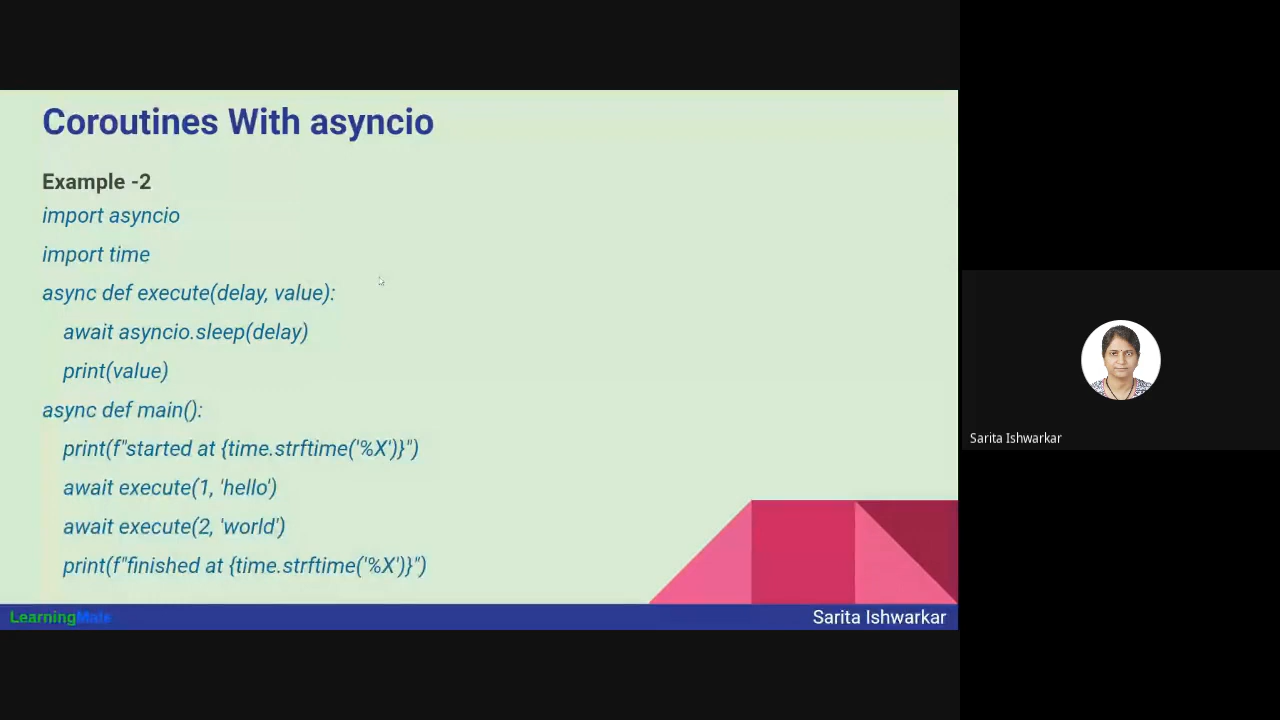 Coroutines With asyncio
Example -2
import asyncio
import time
async def execute(delay, value):
await asyncio.sleep(delay)
print(value)
async def main():
print(f"started at {time.strftime('%X')}")
await execute(1, 'hello')
await execute(2, 'world')
print(f"finished at {time.strftime('%X')}")
LearningMate
Sarita Ishwarkar
Sarita Ishwarkar